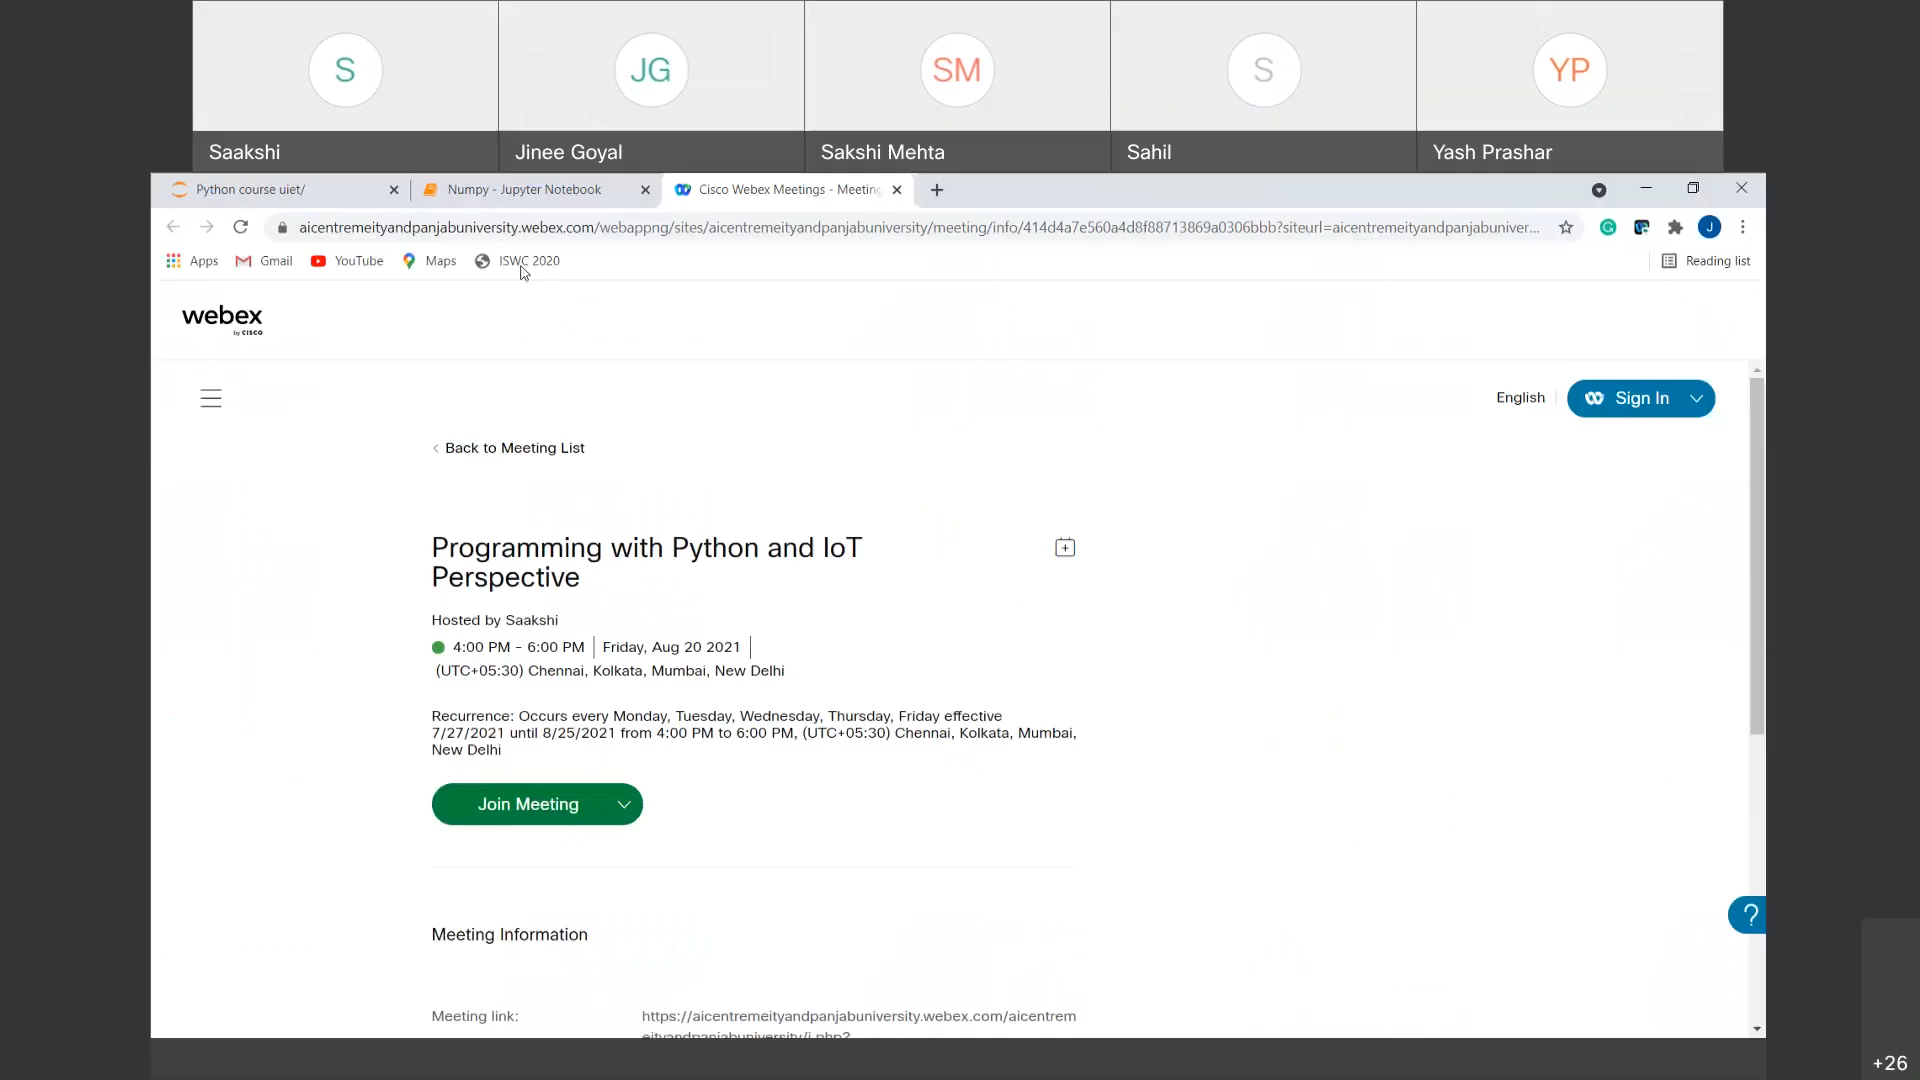 S
JG
SM
S
YP
Saakshi
Jinee Goyal
Sakshi Mehta
Sahil
Yash Prashar
Python course uiet/
Numpy - Jupyter Notebook
Cisco Webex Meetings - Meeting
aicentremeityandpanjabuniversity.webex.com/webappng/sites/aicentremeityandpanjabuniversity/meeting/info/414d4a7e560a4d8f88713869a0306bbb?siteurl=aicentremeityandpanjabuniver...
J
Apps
Gmail
YouTube
Maps
ISWC 2020
Reading list
webex
by CISCO
English
Sign In
Back to Meeting List
Programming with Python and IoT
Perspective
Hosted by Saakshi
4:00 PM - 6:00 PM | Friday, Aug 20 2021 |
(UTC+05:30) Chennai, Kolkata, Mumbai, New Delhi
Recurrence: Occurs every Monday, Tuesday, Wednesday, Thursday, Friday effective
7/27/2021 until 8/25/2021 from 4:00 PM to 6:00 PM, (UTC+05:30) Chennai, Kolkata, Mumbai,
New Delhi
Join Meeting
?
Meeting Information
Meeting link:
https://aicentremeityandpanjabuniversity.webex.com/aicentrem
eityandpanjabuniversity/j.php?
+26